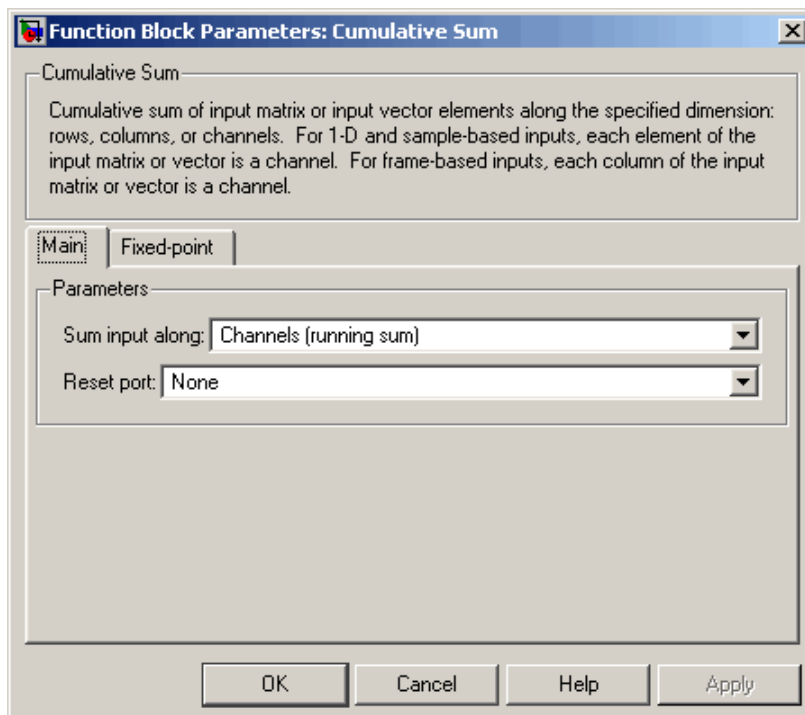 Function Block Parameters: Cumulative Sum
Cumulative Sum
Cumulative sum of input matrix or input vector elements along the specified dimension:
rows, columns, or channels. For 1-D and sample-based inputs, each element of the
input matrix or vector is a channel. For frame-based inputs, each column of the input
matrix or vector is a channel.
Main Fixed-point
Parameters
Sum input along: Channels (running sum)
Reset port: None
OK Cancel Help Apply